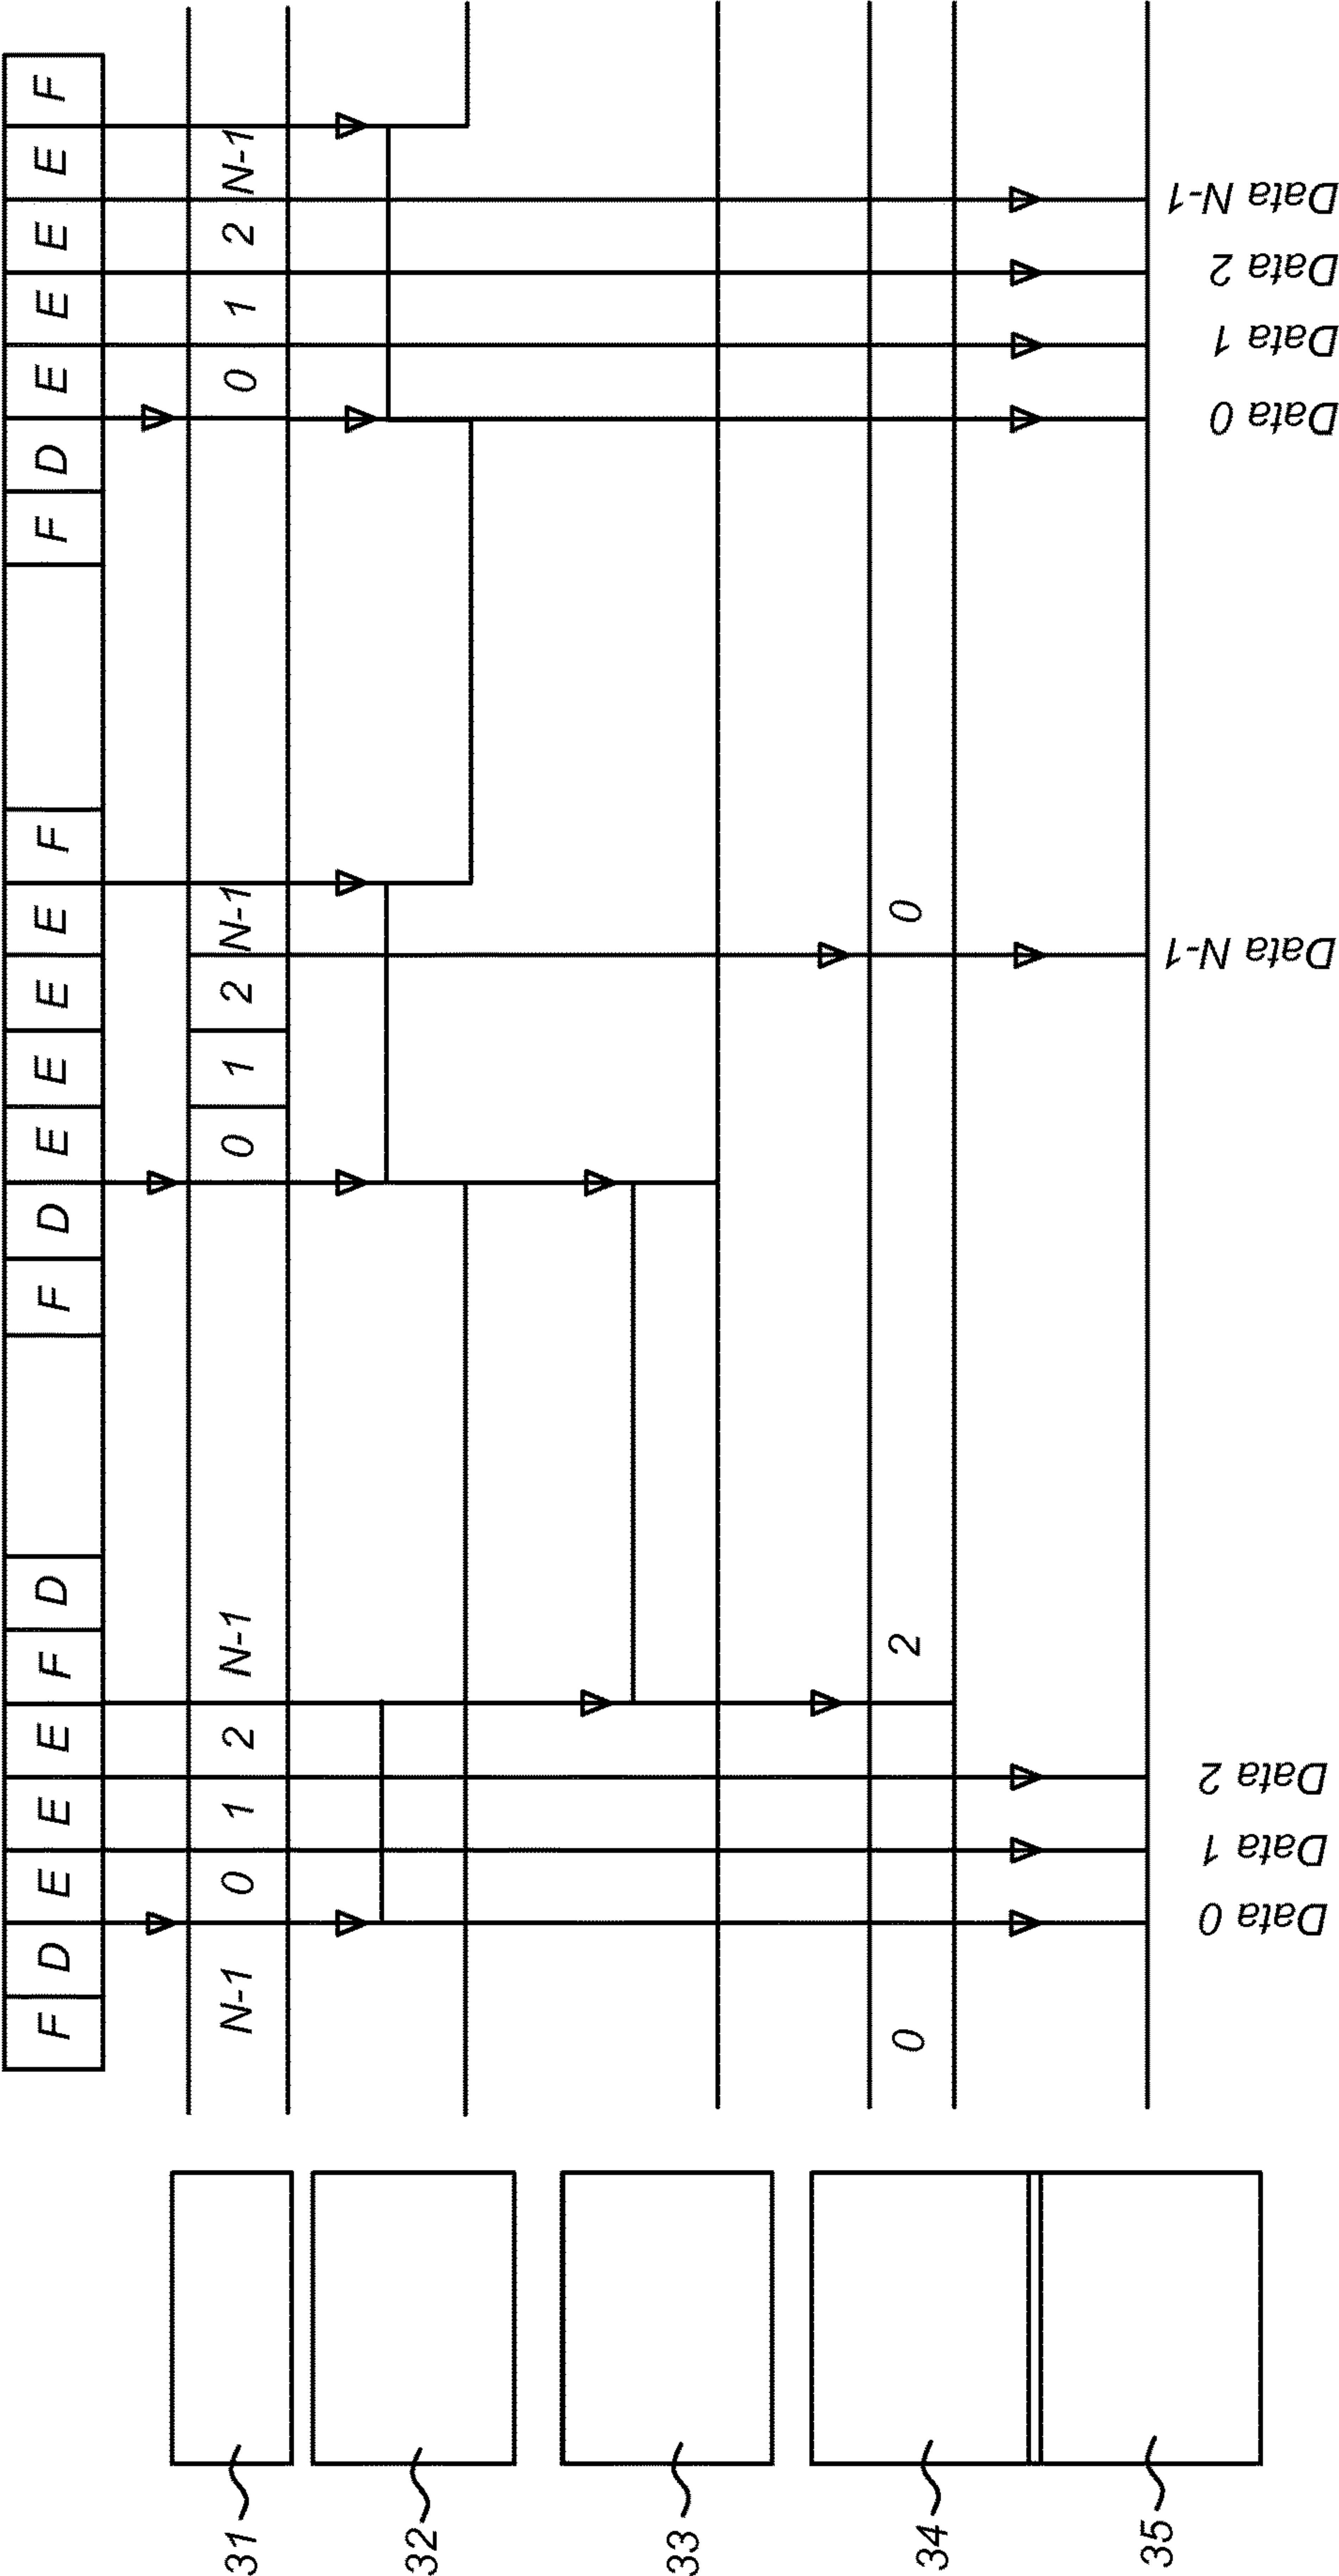 F D E E E F D F D E E E E F F D E E E E F
31 N-1 0 1 2 N-1 0 1 2 N-1 0 1 2 N-1
32
33
34 0 2 0
35
Data 0
Data 1
Data 2
Data N-1
Data 0
Data 1
Data 2
Data N-1